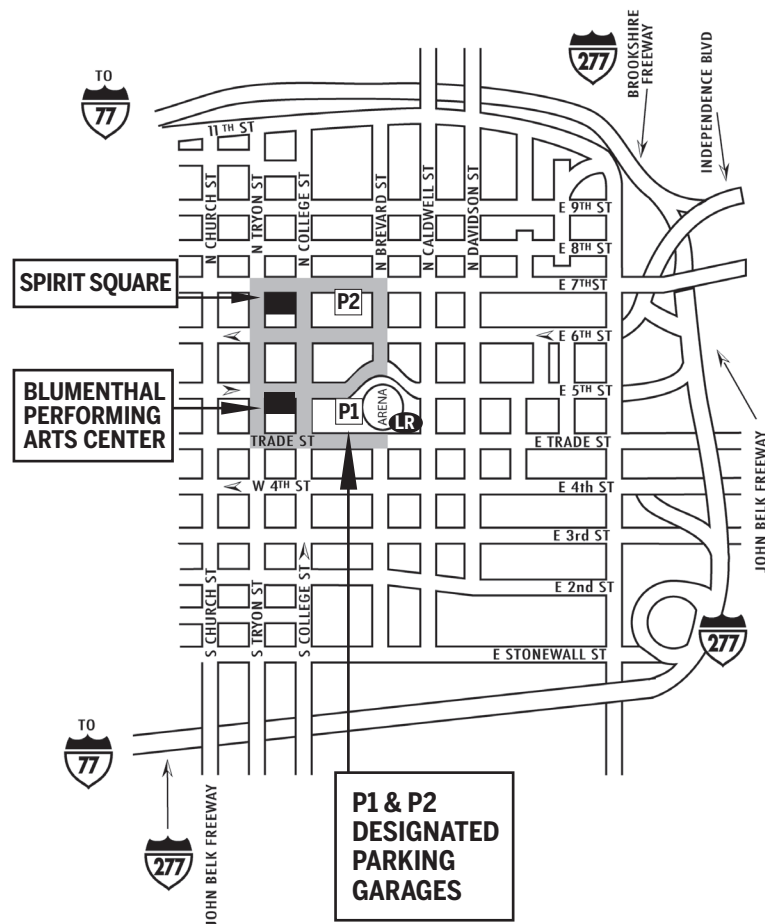 TO
77
277
BROOKSHIRE
FREEWAY
INDEPENDENCE BLVD
11TH ST
N CHURCH ST
N TRYON ST
N COLLEGE ST
N BREVARD ST
N CALDWELL ST
N DAVIDSON ST
E 9TH ST
E 8TH ST
E 7THST
SPIRIT SQUARE
P2
E 6TH ST
BLUMENTHAL
PERFORMING
ARTS CENTER
P1
ARENA
LR
E 5TH ST
TRADE ST
E TRADE ST
W 4TH ST
E 4th ST
E 3rd ST
E 2nd ST
JOHN BELK FREEWAY
S CHURCH ST
S TRYON ST
S COLLEGE ST
277
E STONEWALL ST
TO
77
277
JOHN BELK FREEWAY
P1 & P2
DESIGNATED
PARKING
GARAGES